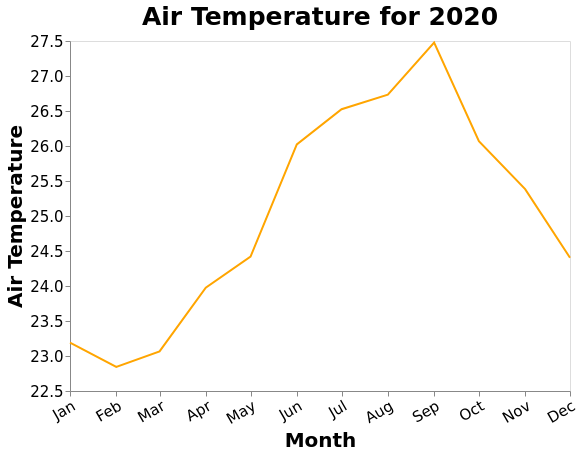 Air Temperature for 2020
27.5
27.0
26.5
26.0
25.5
25.0
24.5
24.0
23.5
23.0
22.5
Air Temperature
Jan Feb Mar Apr May Jun Jul Aug Sep Oct Nov Dec
Month